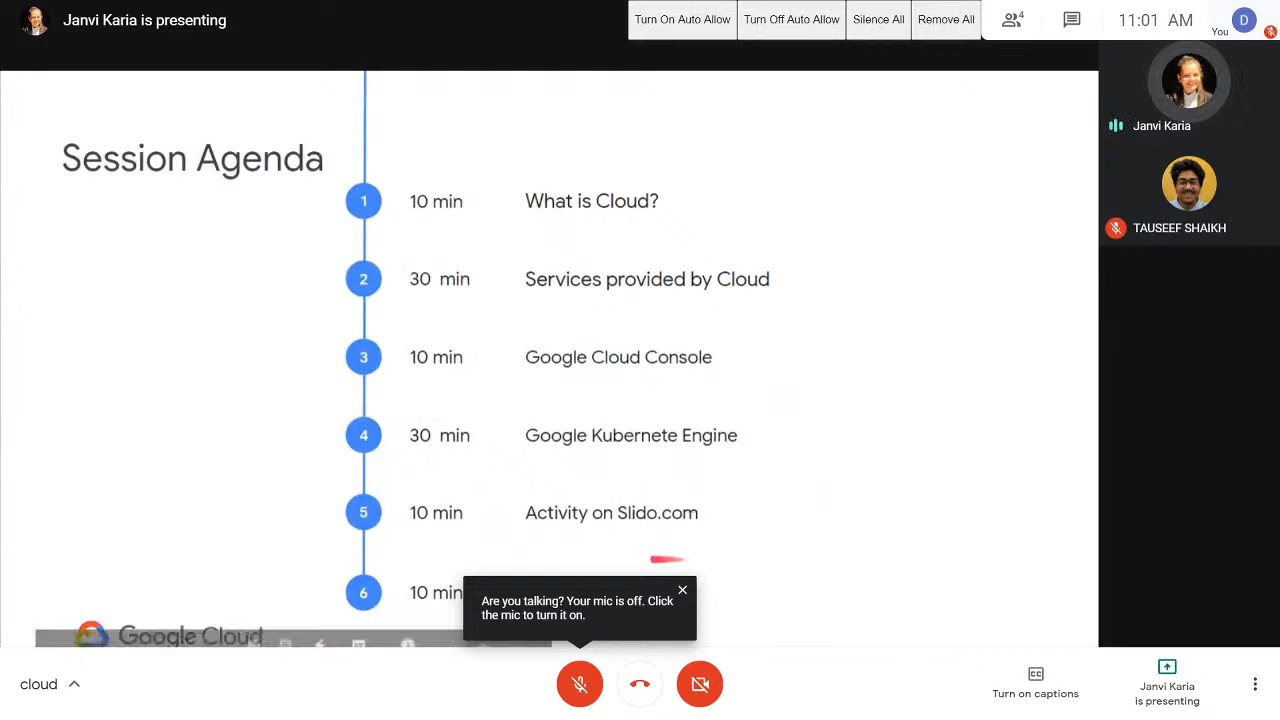 Janvi Karia is presenting
Turn On Auto Allow
Turn Off Auto Allow
Silence All
Remove All
4
11:01 AM
You
D
Session Agenda
1 10 min What is Cloud?
2 30 min Services provided by Cloud
3 10 min Google Cloud Console
4 30 min Google Kubernete Engine
5 10 min Activity on Slido.com
6 10 min
Janvi Karia
TAUSEEF SHAIKH
Are you talking? Your mic is off. Click
the mic to turn it on.
Google Cloud
cloud
CC
Turn on captions
Janvi Karia
is presenting